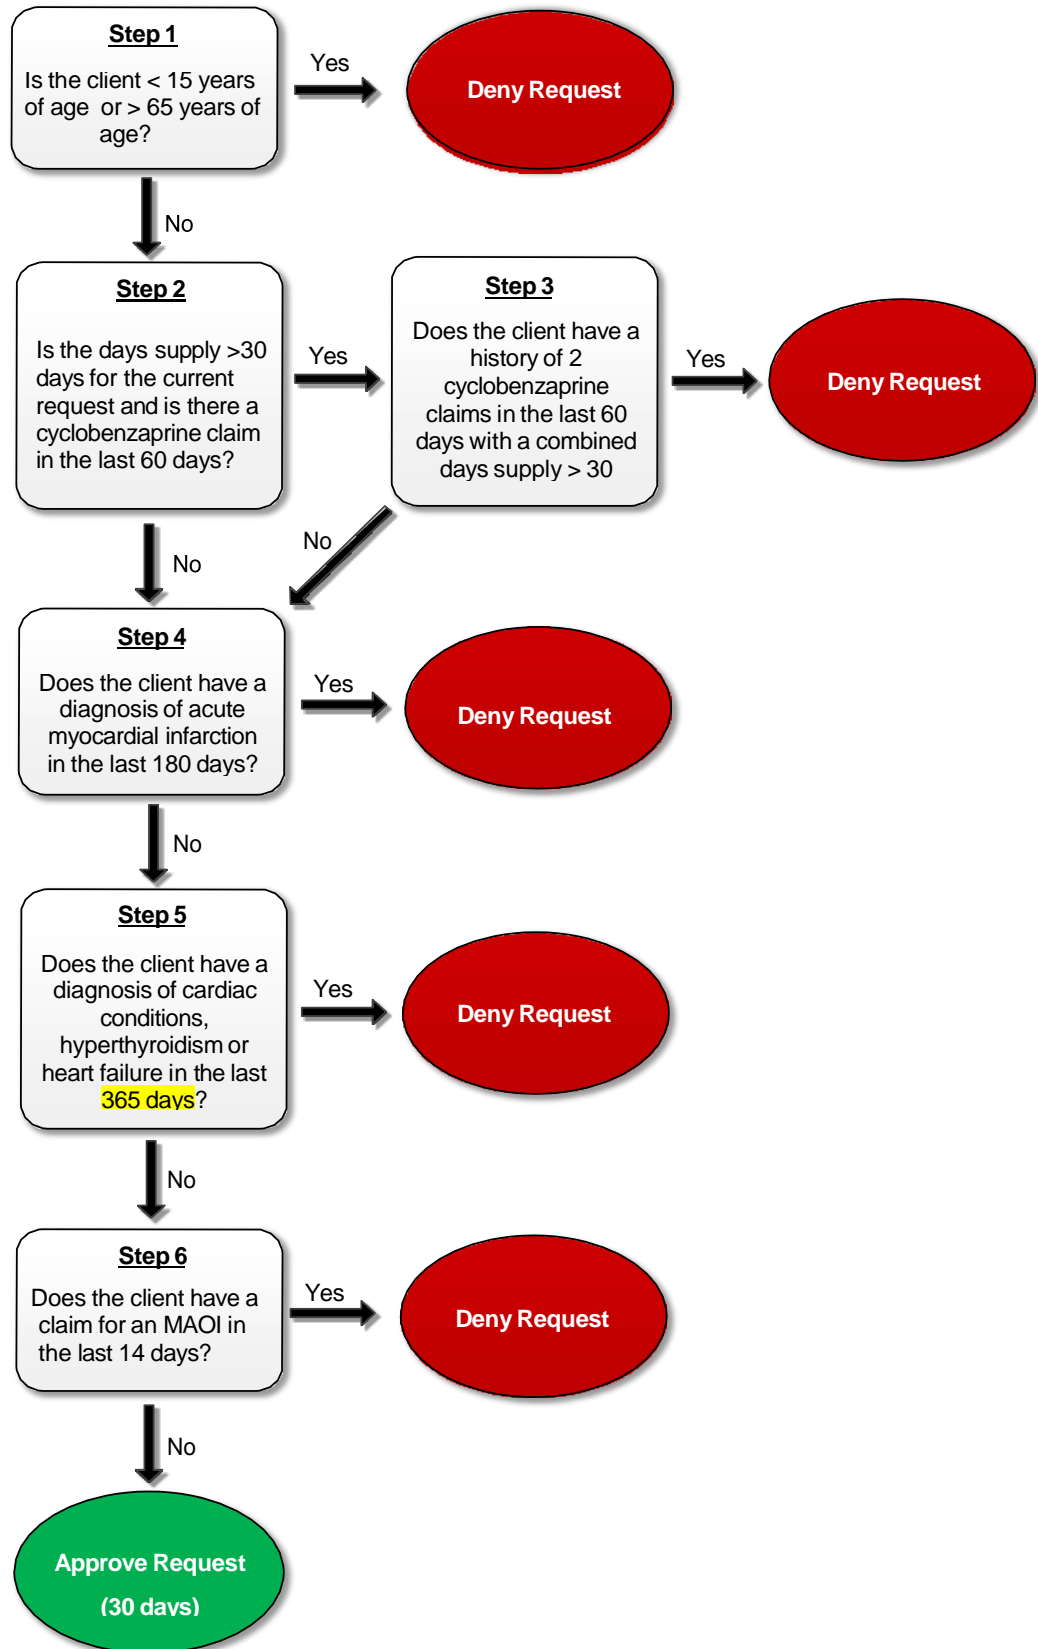 Step 1
Is the client < 15 years
of age or > 65 years of
age?
Yes
Deny Request
No
Step 2
Is the days supply >30
days for the current
request and is there a
cyclobenzaprine claim
in the last 60 days?
Yes
Step 3
Does the client have a
history of 2
cyclobenzaprine
claims in the last 60
days with a combined
days supply > 30
Yes
Deny Request
No
No
Step 4
Does the client have a
diagnosis of acute
myocardial infarction
in the last 180 days?
Yes
Deny Request
No
Step 5
Does the client have a
diagnosis of cardiac
conditions,
hyperthyroidism or
heart failure in the last
365 days?
Yes
Deny Request
No
Step 6
Does the client have a
claim for an MAOI in
the last 14 days?
Yes
Deny Request
No
Approve Request
(30 days)